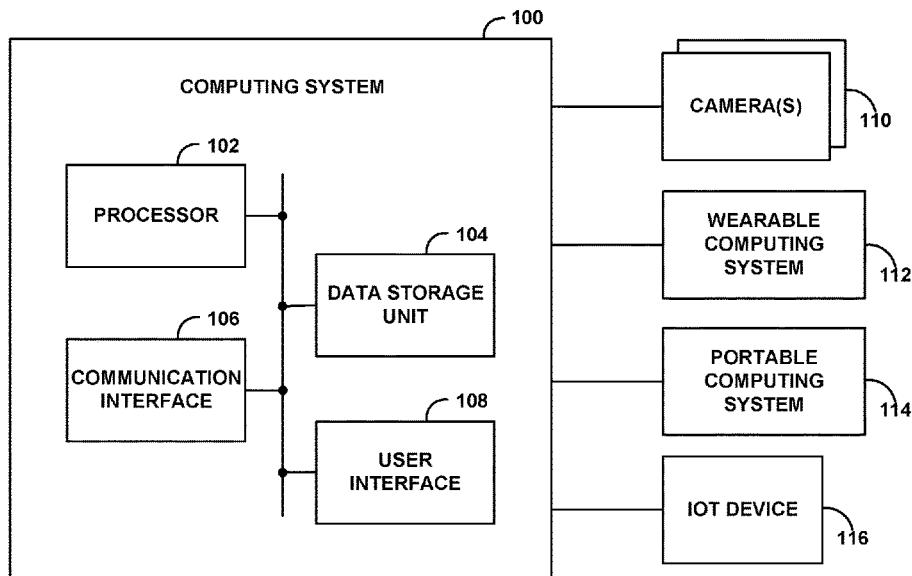 100
COMPUTING SYSTEM
102
PROCESSOR
104
DATA STORAGE
UNIT
106
COMMUNICATION
INTERFACE
108
USER
INTERFACE
CAMERA(S)
110
WEARABLE
COMPUTING
SYSTEM
112
PORTABLE
COMPUTING
SYSTEM
114
IOT DEVICE
116